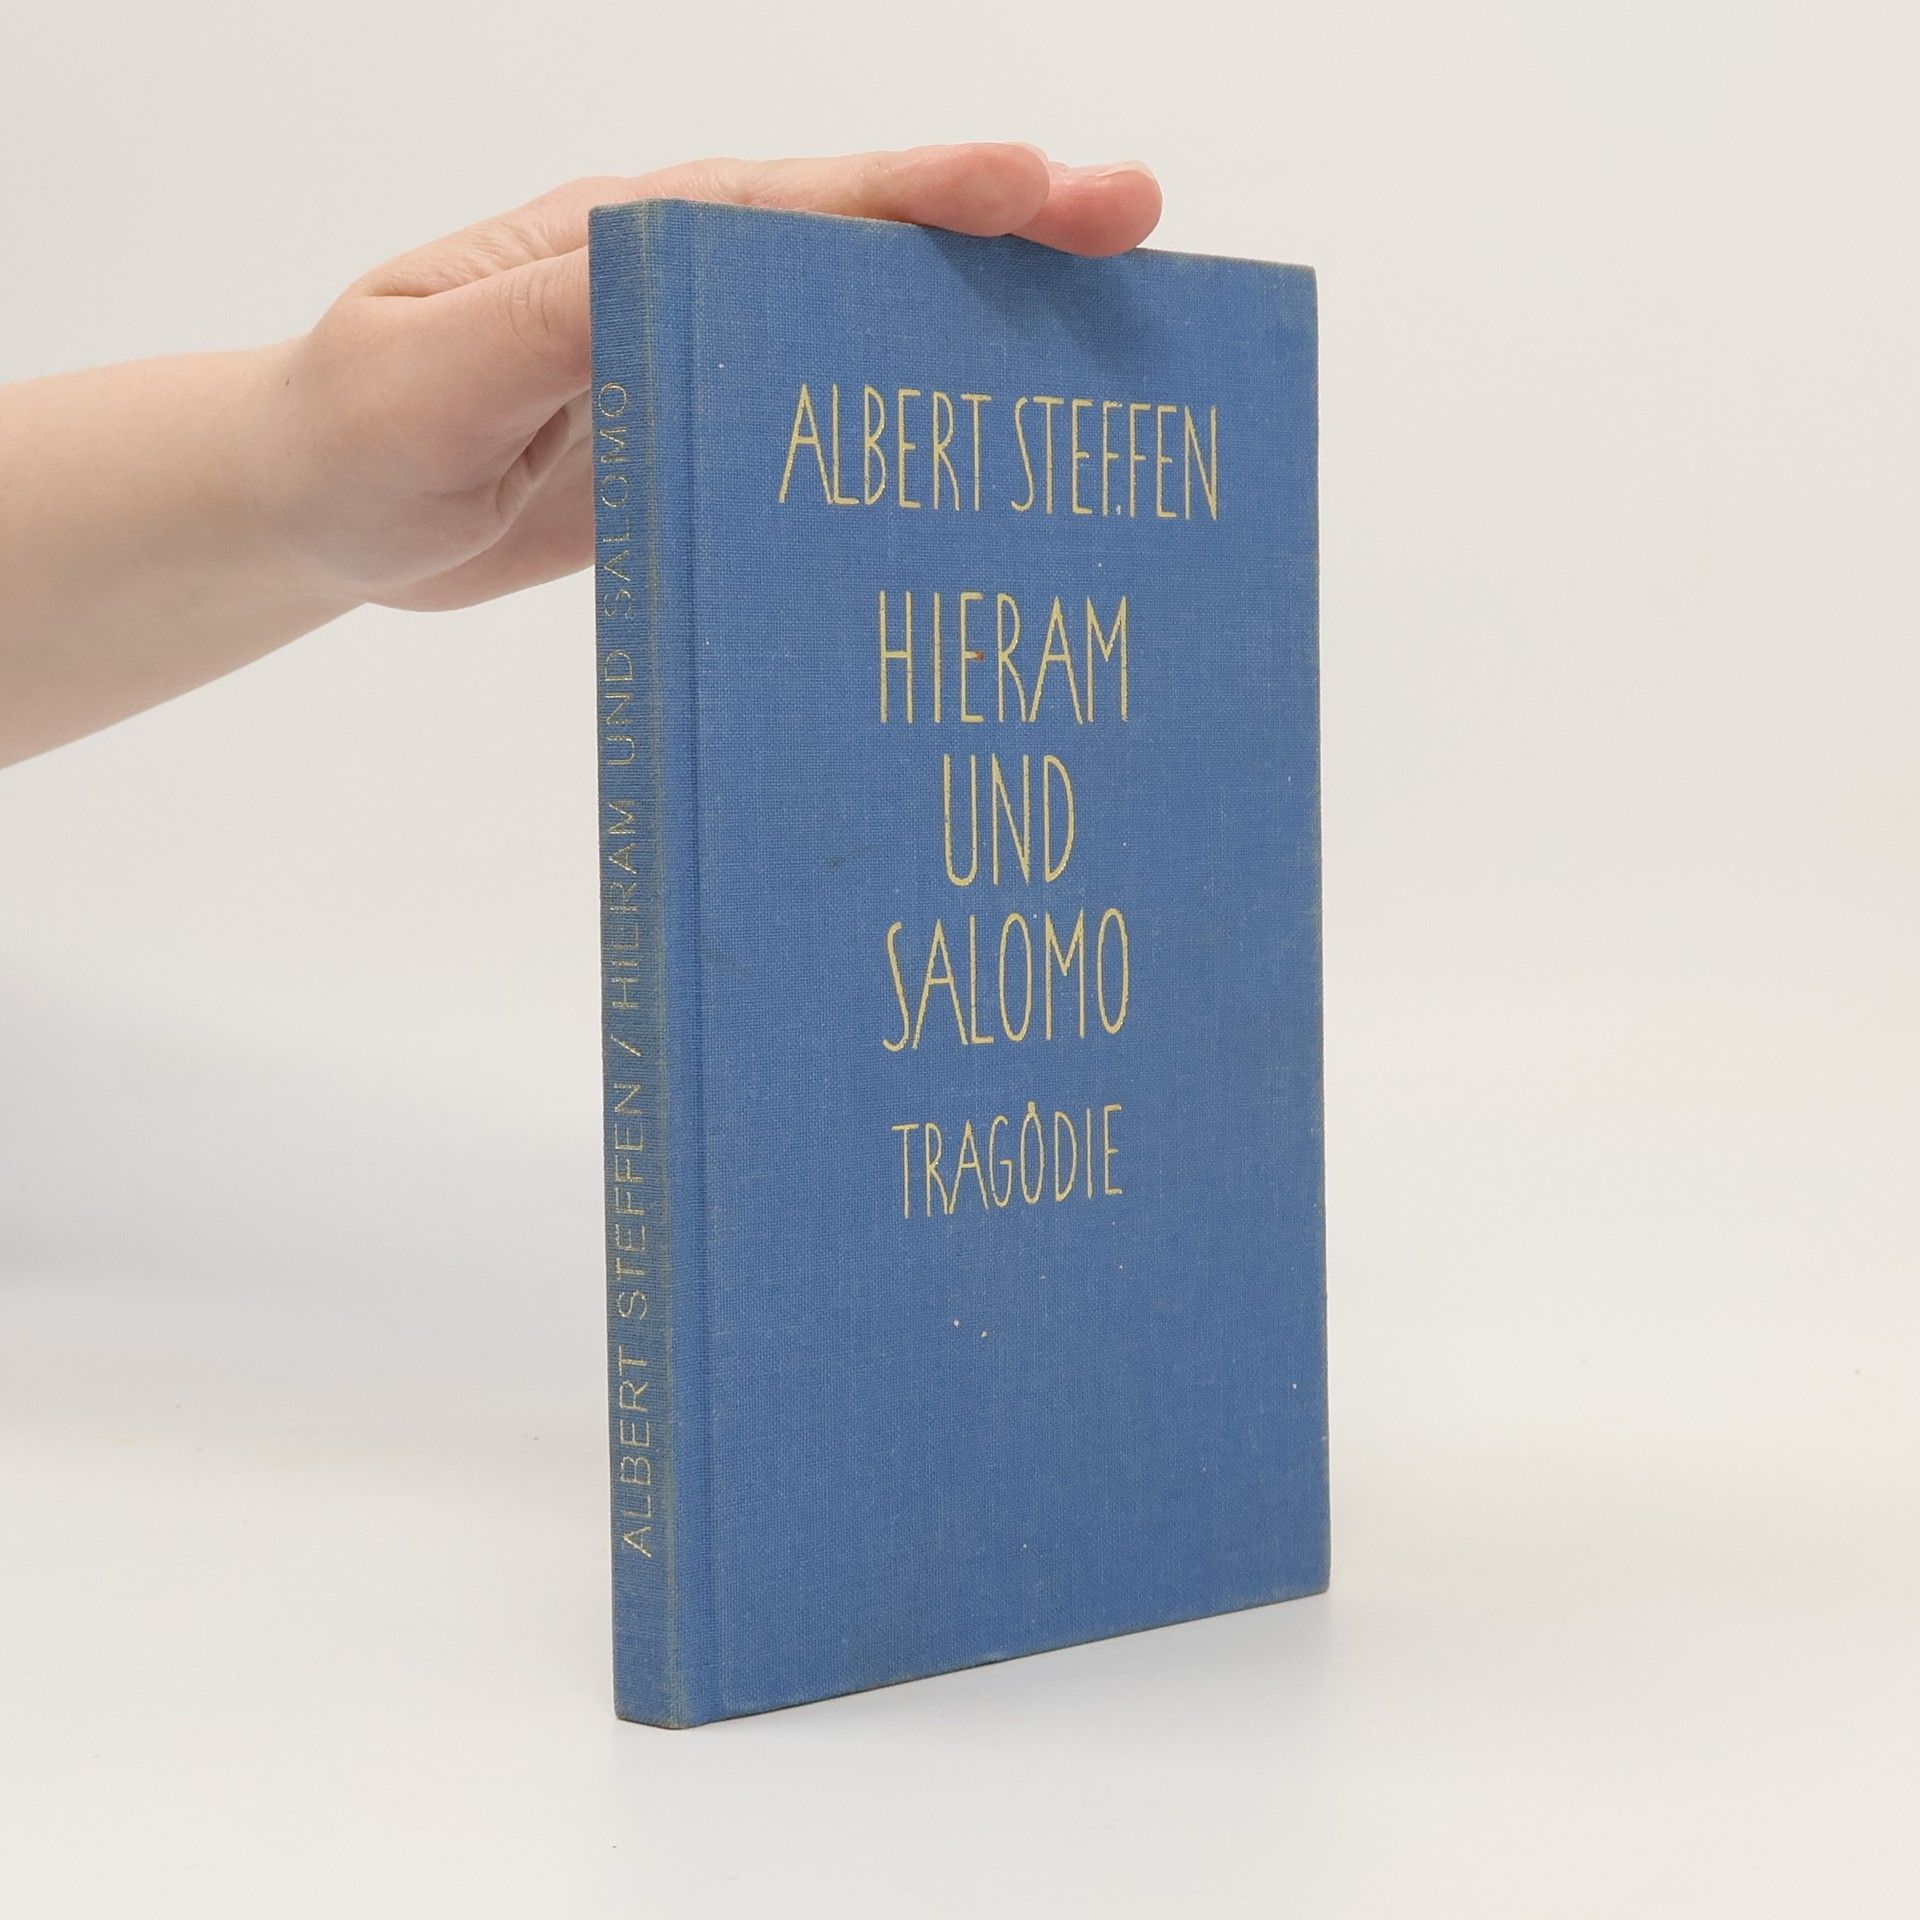 ALBERT STEFFEN
HIERAM
UND
SALOMO
TRAGÖDIE
ALBERT STEFFEN / HIERAM UND SALOMO